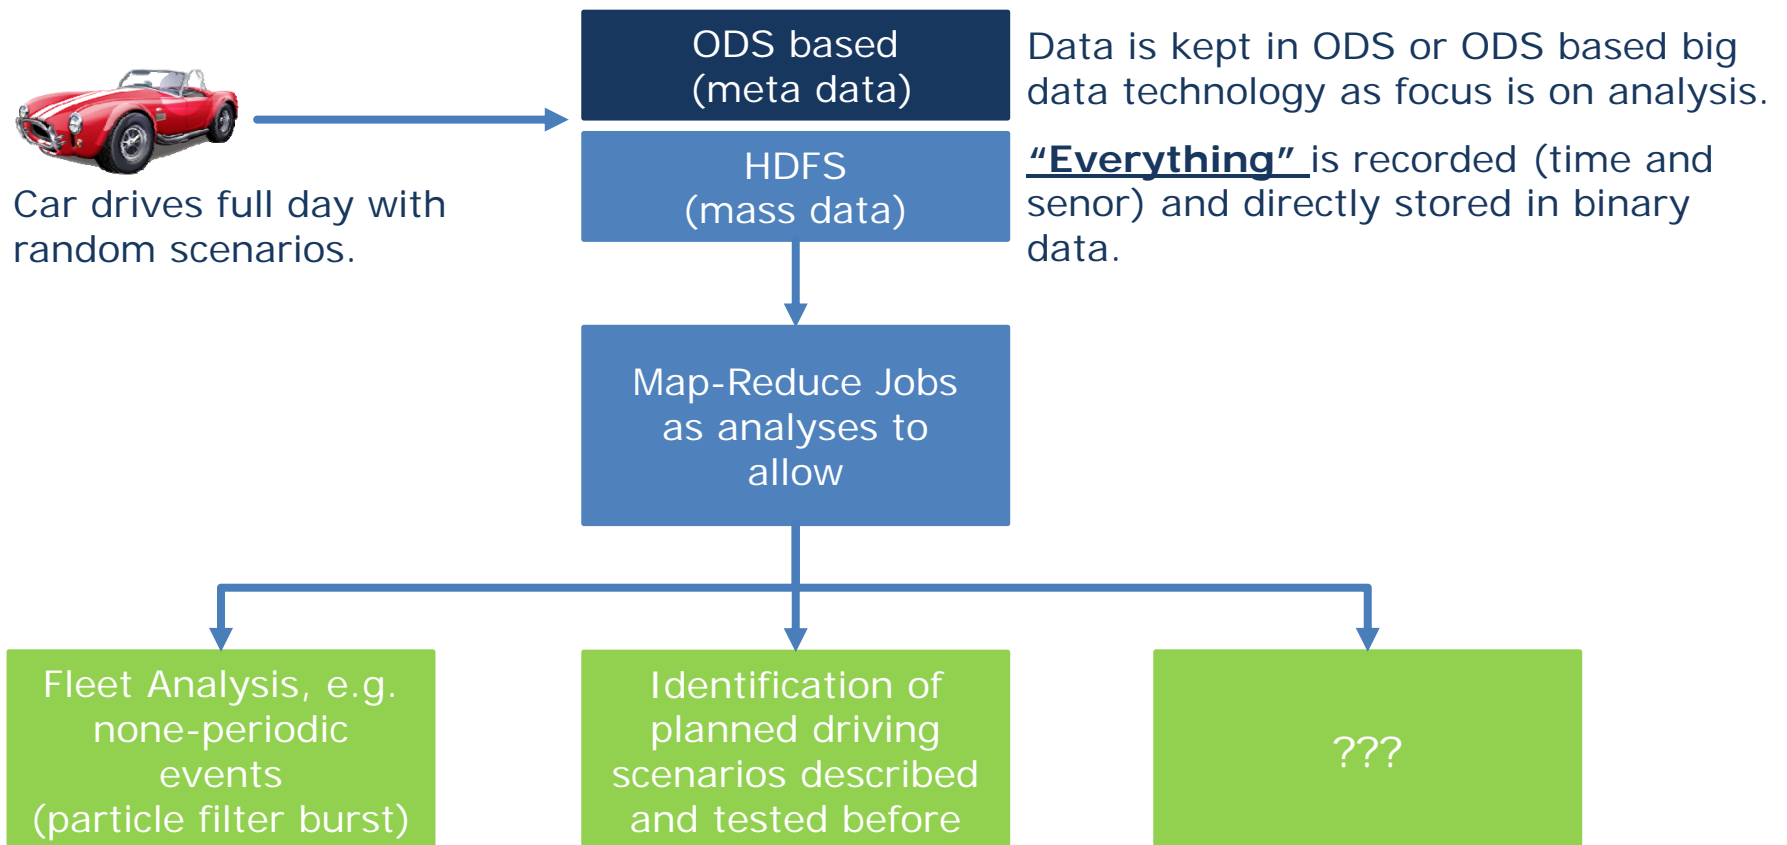 ODS based
(meta data)
Data is kept in ODS or ODS based big
data technology as focus is on analysis.
HDFS
(mass data)
“Everything” is recorded (time and
senor) and directly stored in binary
data.
Car drives full day with
random scenarios.
Map-Reduce Jobs
as analyses to
allow
Fleet Analysis, e.g.
none-periodic
events
(particle filter burst)
Identification of
planned driving
scenarios described
and tested before
???